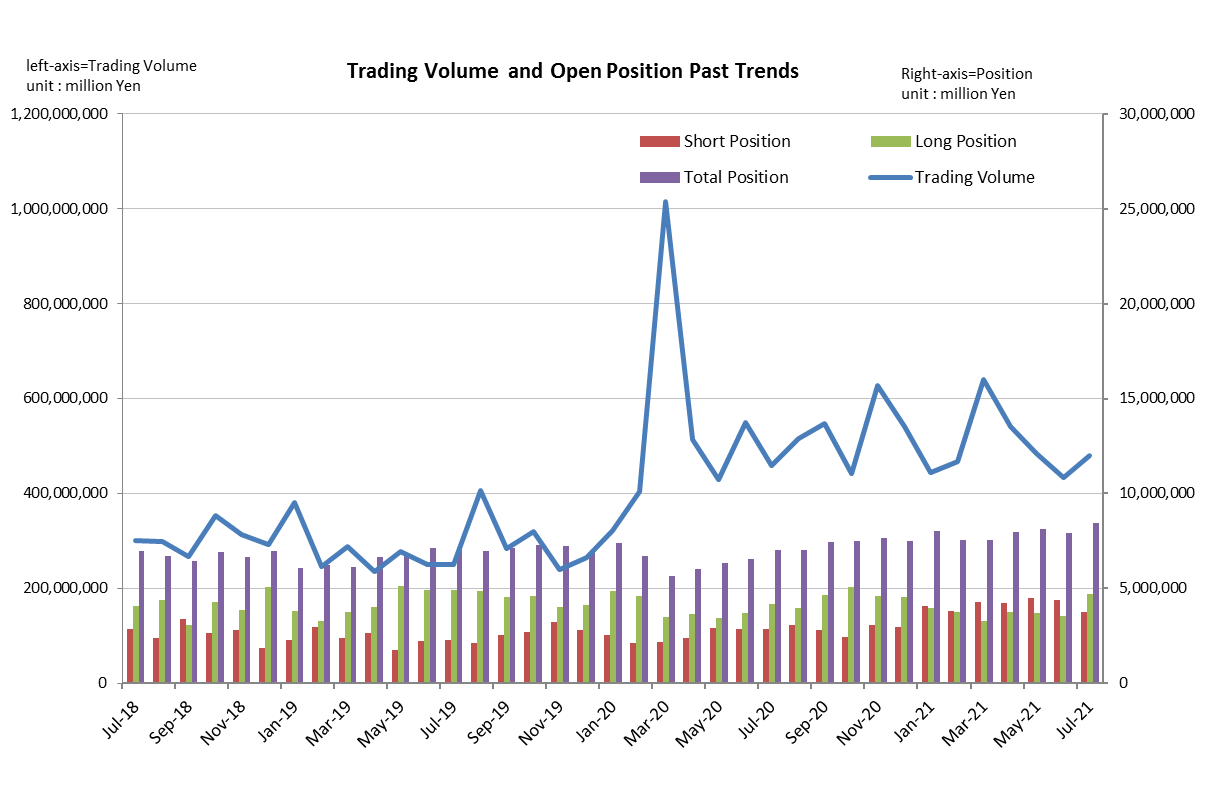 left-axis=Trading Volume
unit : million Yen
Trading Volume and Open Position Past Trends
Right-axis=Position
unit : million Yen
1,200,000,000
1,000,000,000
800,000,000
600,000,000
400,000,000
200,000,000
0
Short Position
Long Position
Total Position
Trading Volume
30,000,000
25,000,000
20,000,000
15,000,000
10,000,000
5,000,000
0
Jul-18
Sep-18
Nov-18
Jan-19
Mar-19
May-19
Jul-19
Sep-19
Nov-19
Jan-20
Mar-20
May-20
Jul-20
Sep-20
Nov-20
Jan-21
Mar-21
May-21
Jul-21